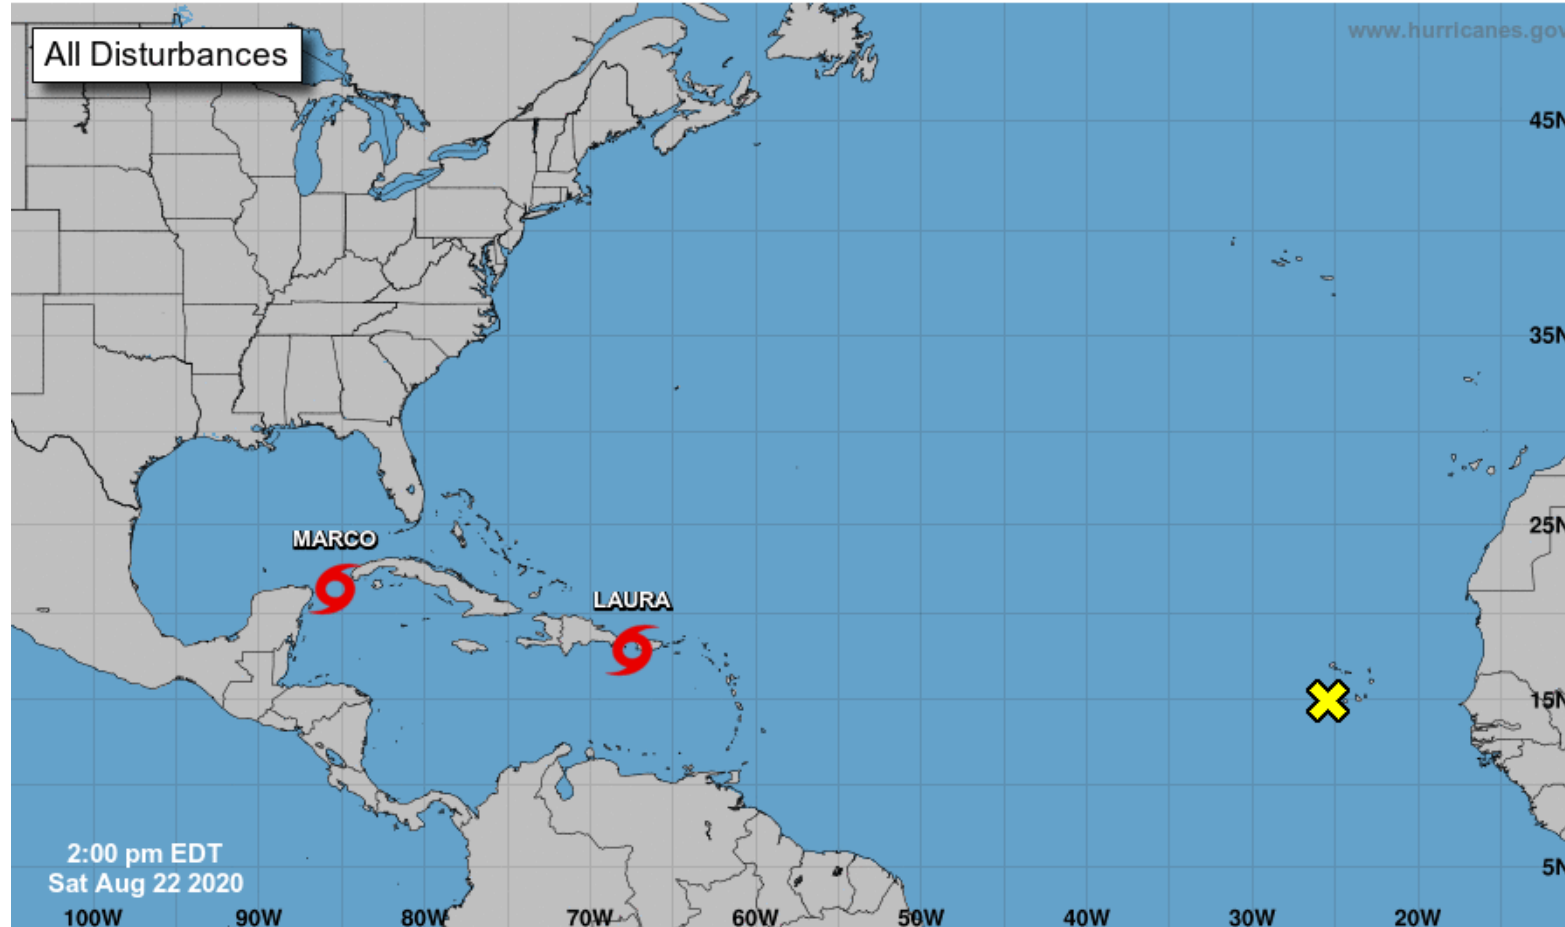 All Disturbances
www.hurricanes.gov
45N
35N
25N
MARCO
LAURA
15N
2:00 pm EDT
Sat Aug 22 2020
5N
100W 90W 80W 70W 60W 50W 40W 30W 20W